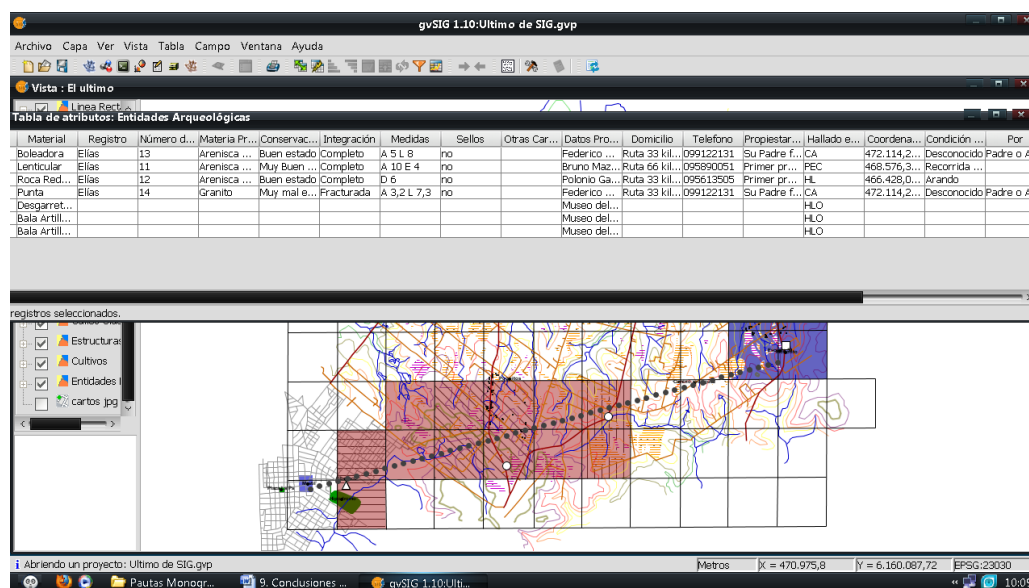 gvSIG 1.10:Ultimo de SIG.gvp
Archivo Capa Ver Vista Tabla Campo Ventana Ayuda
Vista : El ultimo
Linea Rect
Tabla de atributos: Entidades Arqueológicas
Material Registro Número d... Materia Pr... Conservac... Integración Medidas Sellos Otras Car... Datos Pro... Domicilio Telefono Propiestar... Hallado e... Coordena... Condición ... Por
Boleadora Elías 13 Arenisca ... Buen estado Completo A 5 L 8 no Federico ... Ruta 33 kil... 099122131 Su Padre f... CA 472.114,2... Desconocido Padre o A
Lenticular Elías 11 Arenisca ... Muy Buen ... Completo A 10 E 4 no Bruno Maz... Ruta 66 kil... 095890051 Primer pr... PEC 468.576,3... Recorrida ...
Roca Red... Elías 12 Arenisca ... Buen estado Completo D 6 no Polonio Ga... Ruta 33 kil... 095613505 Primer pr... HL 466.428,0... Arando
Punta Elías 14 Granito Muy mal e... Fracturada A 3,2 L 7,3 no Federico ... Ruta 33 kil... 099122131 Su Padre f... CA 472.114,2... Desconocido Padre o A
Desgarret... Museo del... HLO
Bala Artill... Museo del... HLO
Bala Artill... Museo del... HLO
registros seleccionados.
Estructuras
Cultivos
Entidades
cartos jpg
Abriendo un proyecto: Ultimo de SIG.gvp Metros X = 470.975,8 Y = 6.160.087,72 EPSG:23030
Pautas Monogr... 9. Conclusiones ... gvSIG 1.10:Ulti... 10:09